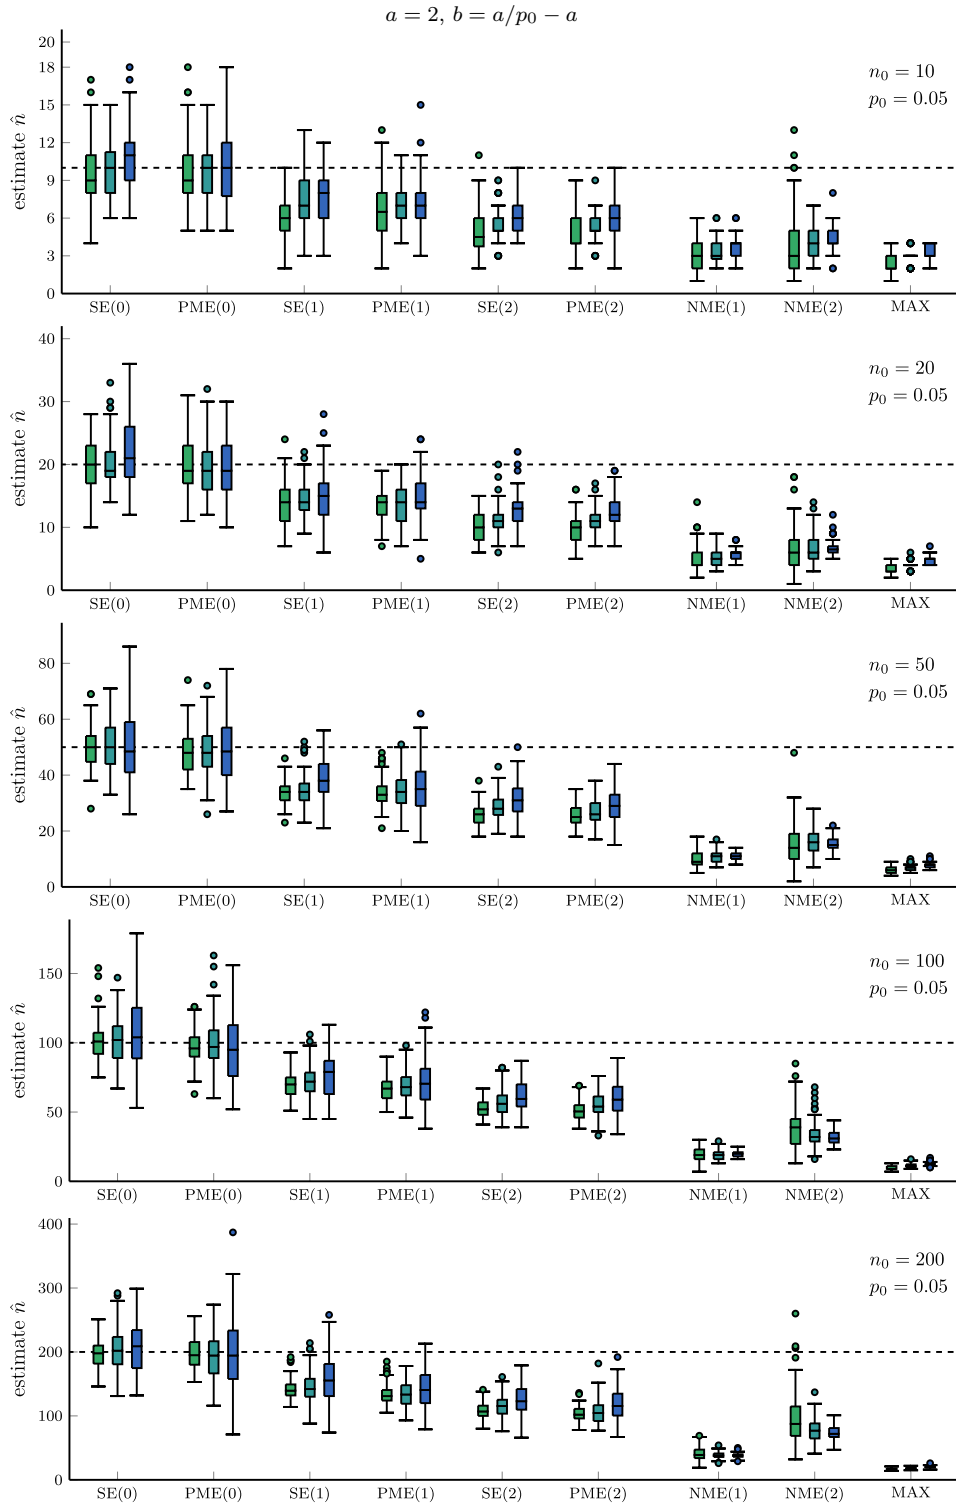 a = 2, b = a/p₀ − a
20
18
15
12
9
6
3
0
estimate n̂
n₀ = 10
p₀ = 0.05
SE(0) PME(0) SE(1) PME(1) SE(2) PME(2) NME(1) NME(2) MAX
40
30
20
10
0
estimate n̂
n₀ = 20
p₀ = 0.05
SE(0) PME(0) SE(1) PME(1) SE(2) PME(2) NME(1) NME(2) MAX
80
60
40
20
0
estimate n̂
n₀ = 50
p₀ = 0.05
SE(0) PME(0) SE(1) PME(1) SE(2) PME(2) NME(1) NME(2) MAX
150
100
50
0
estimate n̂
n₀ = 100
p₀ = 0.05
SE(0) PME(0) SE(1) PME(1) SE(2) PME(2) NME(1) NME(2) MAX
400
300
200
100
0
estimate n̂
n₀ = 200
p₀ = 0.05
SE(0) PME(0) SE(1) PME(1) SE(2) PME(2) NME(1) NME(2) MAX